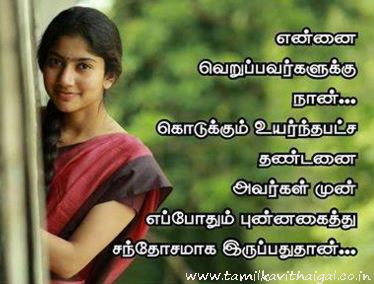 என்னை
வெறுப்பவர்களுக்கு
நான்...
கொடுக்கும் உயர்ந்தபட்ச
தண்டனை
அவர்கள் முன்
எப்போதும் புன்னகைத்து
சந்தோசமாக இருப்பதுதான்...
www.tamilkavithaigal.co.in